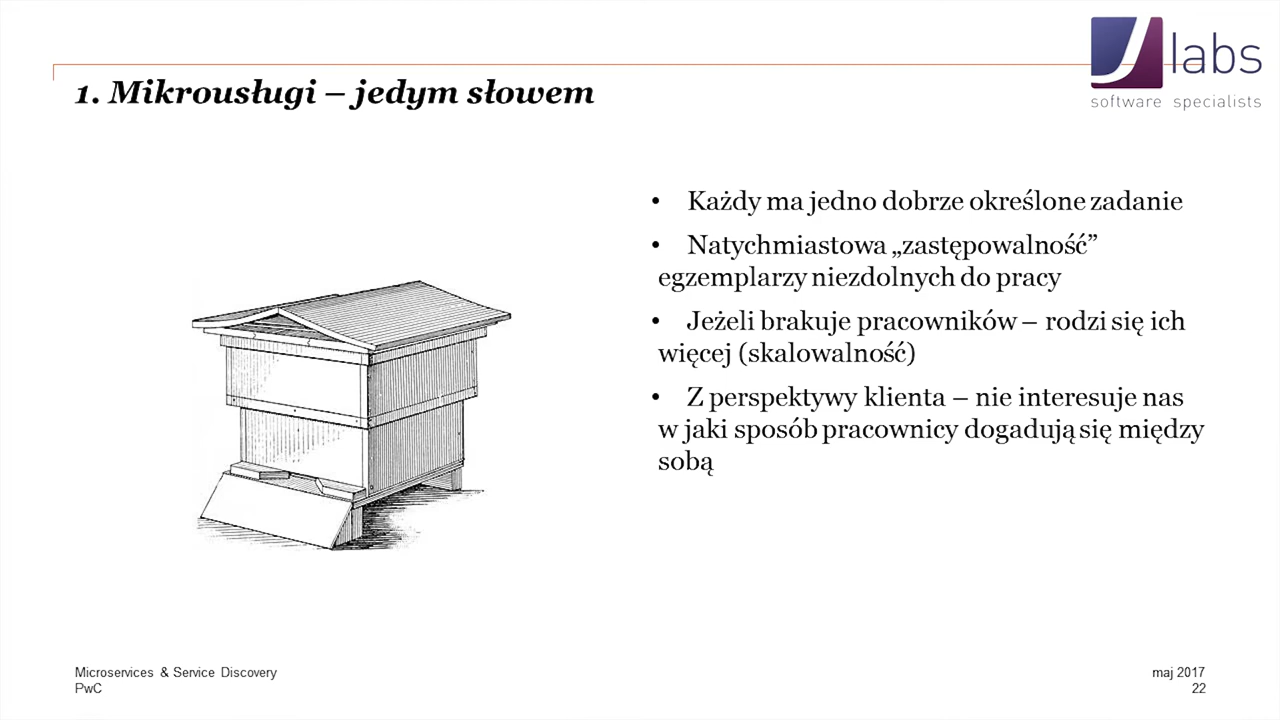 labs
software specialists
1. Mikrousługi – jedym słowem
• Każdy ma jedno dobrze określone zadanie
• Natychmiastowa „zastępowalność”
egzemplarzy niezdolnych do pracy
• Jeżeli brakuje pracowników – rodzi się ich
więcej (skalowalność)
• Z perspektywy klienta – nie interesuje nas
w jaki sposób pracownicy dogadują się między
sobą
Microservices & Service Discovery
PwC
maj 2017
22